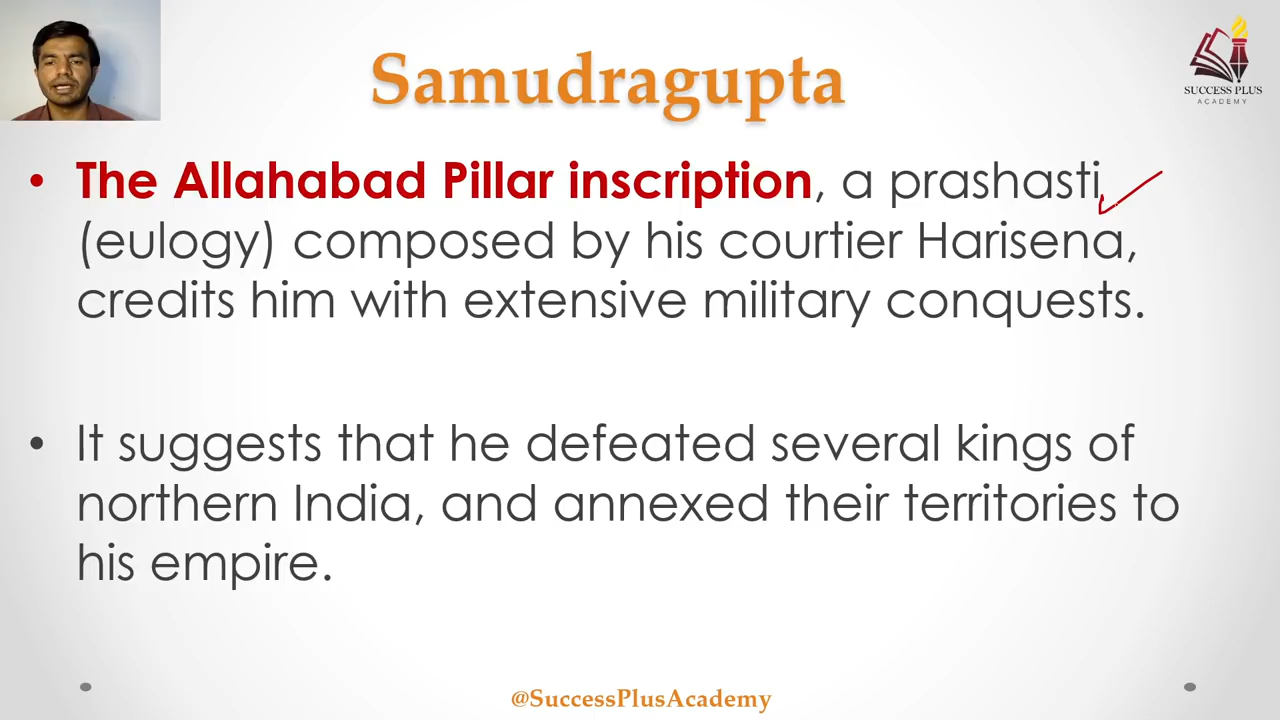 Samudragupta
SUCCESS PLUS
ACADEMY
• The Allahabad Pillar inscription, a prashasti
(eulogy) composed by his courtier Harisena,
credits him with extensive military conquests.
• It suggests that he defeated several kings of
northern India, and annexed their territories to
his empire.
@SuccessPlusAcademy